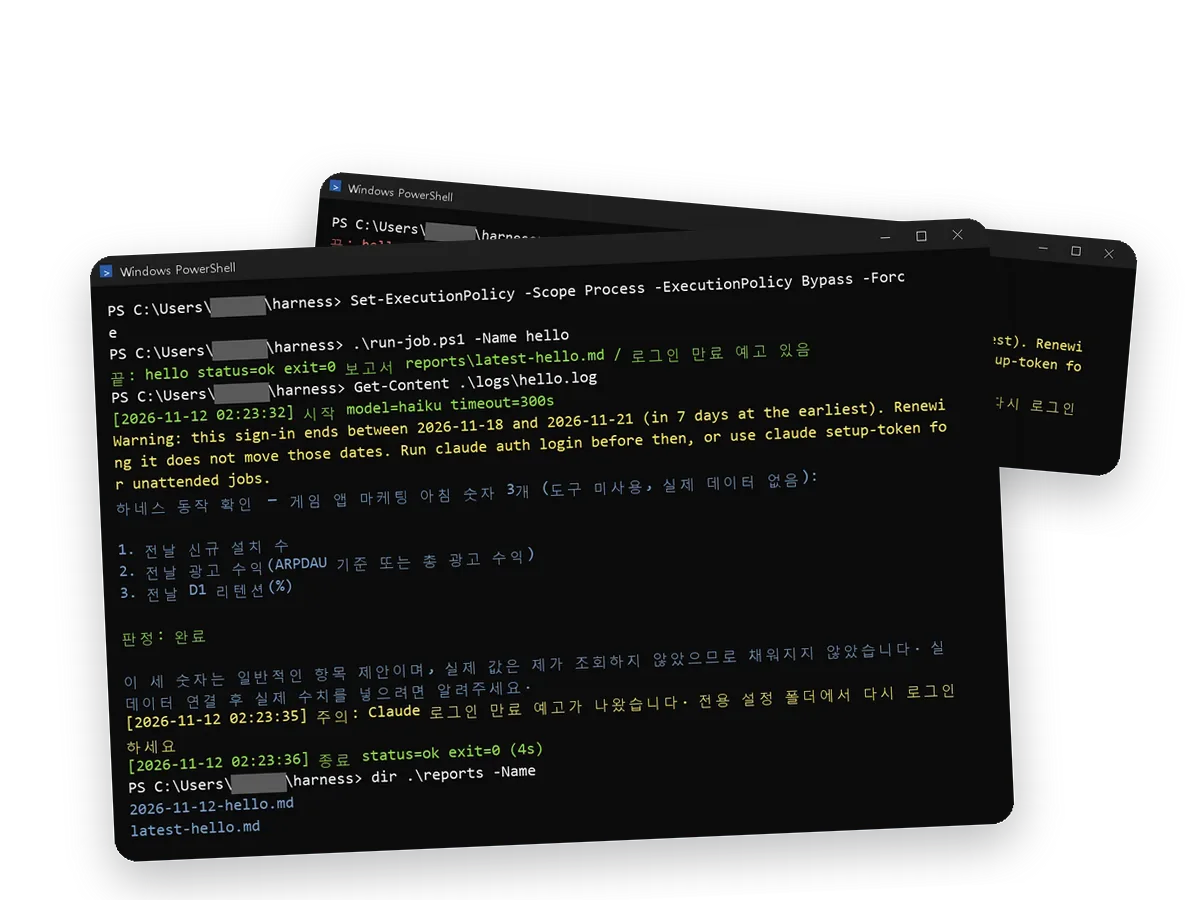 Windows PowerShell
PS C:\Users\
\harness
끝: hello
Windows PowerShell
PS C:\Users\ \harness> Set-ExecutionPolicy -Scope Process -ExecutionPolicy Bypass -Forc
e
PS C:\Users\ \harness> .\run-job.ps1 -Name hello
끝: hello status=ok exit=0 보고서 reports\latest-hello.md / 로그인 만료 예고 있음
PS C:\Users\ \harness> Get-Content .\logs\hello.log
[2026-11-12 02:23:32] 시작 model=haiku timeout=300s
Warning: this sign-in ends between 2026-11-18 and 2026-11-21 (in 7 days at the earliest). Renewi
ng it does not move those dates. Run claude auth login before then, or use claude setup-token fo
r unattended jobs.
하네스 동작 확인 — 게임 앱 마케팅 아침 숫자 3개 (도구 미사용, 실제 데이터 없음):
1. 전날 신규 설치 수
2. 전날 광고 수익(ARPDAU 기준 또는 총 광고 수익)
3. 전날 D1 리텐션(%)
판정: 완료
이 세 숫자는 일반적인 항목 제안이며, 실제 값은 제가 조회하지 않았으므로 채워지지 않았습니다. 실
데이터 연결 후 실제 수치를 넣으려면 알려주세요.
[2026-11-12 02:23:35] 주의: Claude 로그인 만료 예고가 나왔습니다. 전용 설정 폴더에서 다시 로그인
하세요
[2026-11-12 02:23:36] 종료 status=ok exit=0 (4s)
PS C:\Users\ \harness> dir .\reports -Name
2026-11-12-hello.md
latest-hello.md
est). Renewi
up-token fo
다시 로그인